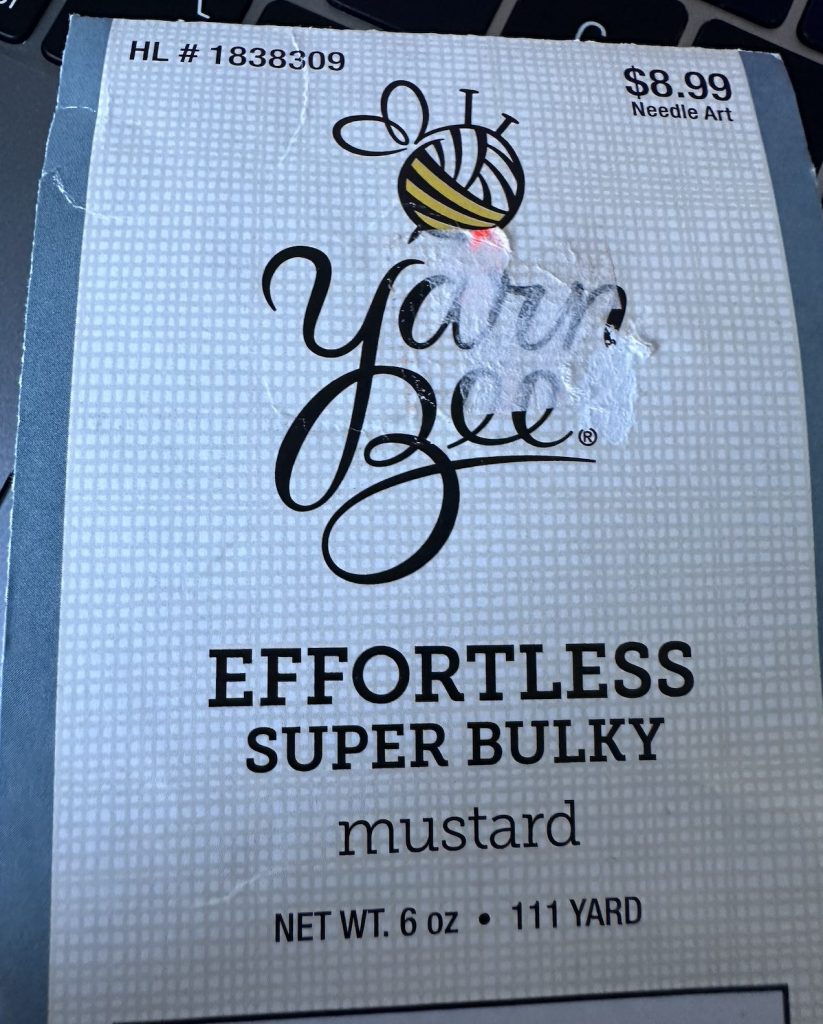 HL # 1838309
$8.99
Needle Art
Yarn
Bee®
EFFORTLESS
SUPER BULKY
mustard
NET WT. 6 oz • 111 YARD